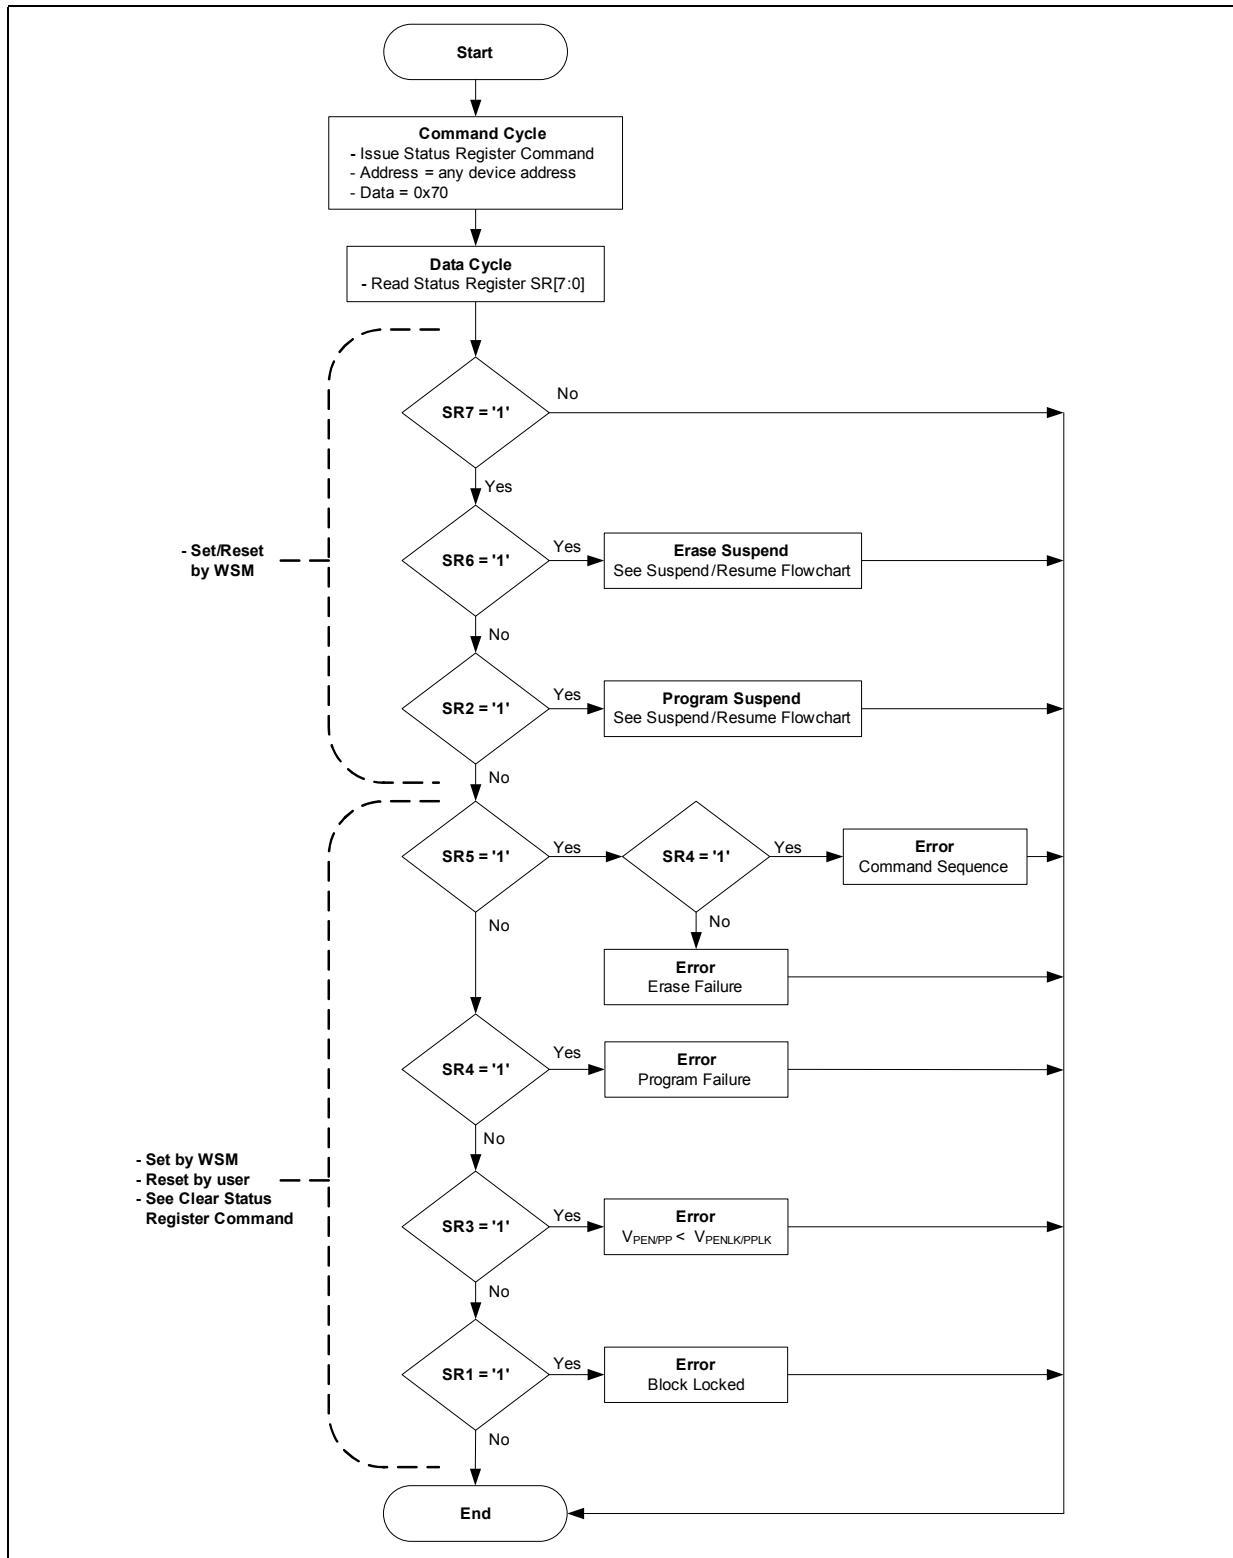 Start
Command Cycle
- Issue Status Register Command
- Address = any device address
- Data = 0x70
Data Cycle
- Read Status Register SR[7:0]
SR7 = '1'
No
Yes
- Set/Reset
by WSM
SR6 = '1'
Yes
Erase Suspend
See Suspend/Resume Flowchart
No
SR2 = '1'
Yes
Program Suspend
See Suspend/Resume Flowchart
No
SR5 = '1'
Yes
SR4 = '1'
Yes
Error
Command Sequence
No
No
Error
Erase Failure
SR4 = '1'
Yes
Error
Program Failure
No
- Set by WSM
- Reset by user
- See Clear Status
Register Command
SR3 = '1'
Yes
Error
VPEN/PP < VPENLK/PPLK
No
SR1 = '1'
Yes
Error
Block Locked
No
End